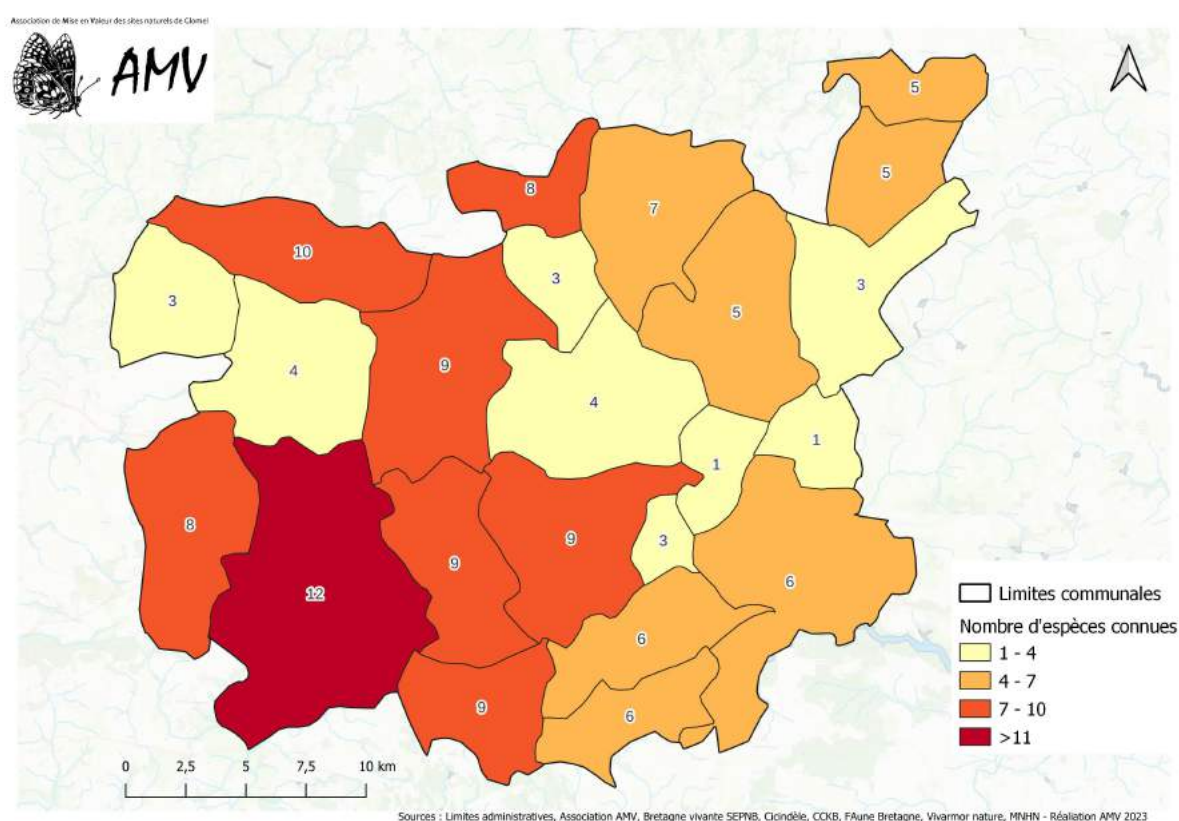 Association de Mise en Valeur des sites naturels de Glomel
AMV
5
5
8
7
10
3
3
3
5
9
4
4
1
1
8
9
3
9
6
12
6
9
6
Limites communales
Nombre d'espèces connues
1 - 4
4 - 7
7 - 10
>11
0 2,5 5 7,5 10 km
Sources : Limites administratives, Association AMV, Bretagne vivante SEPNB, Cicindèle, CCKB, FAune Bretagne, Vivarmor nature, MNHN - Réaliation AMV 2023